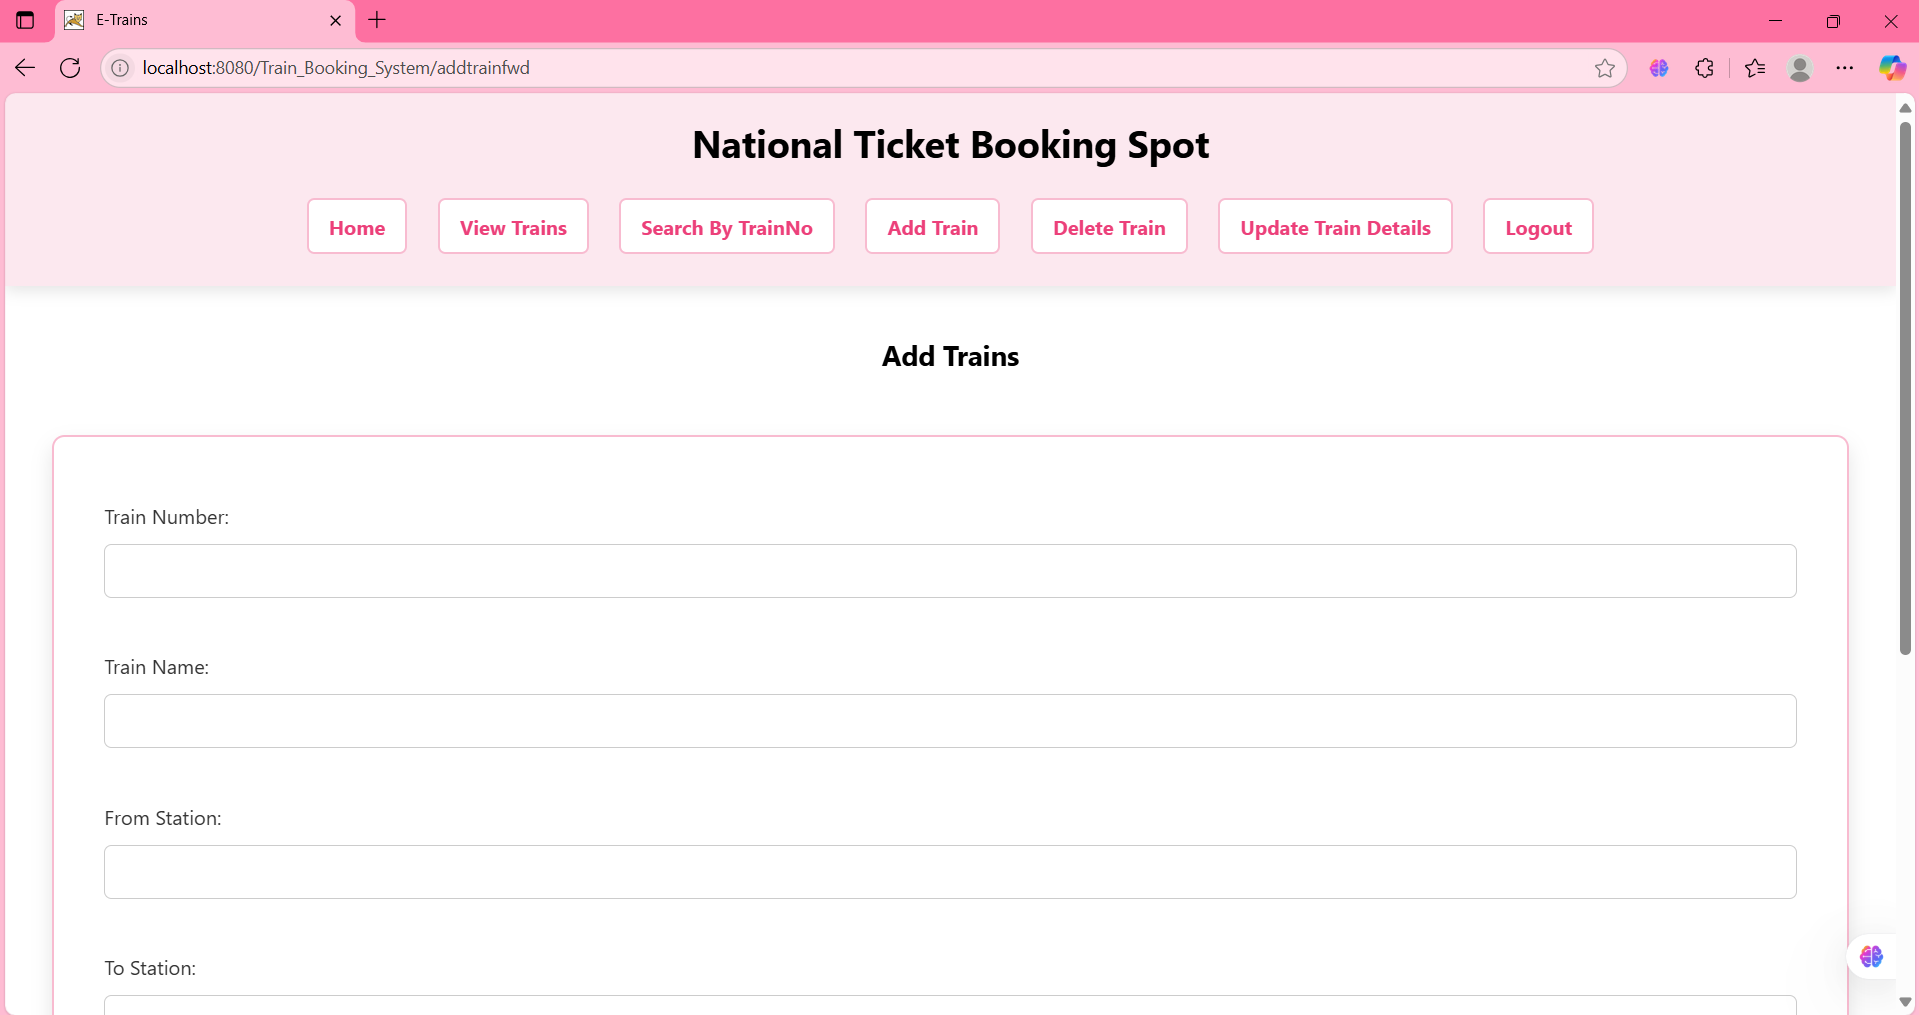 E-Trains
localhost:8080/Train_Booking_System/addtrainfwd
National Ticket Booking Spot
Home View Trains Search By TrainNo Add Train Delete Train Update Train Details Logout
Add Trains
Train Number:
Train Name:
From Station:
To Station: